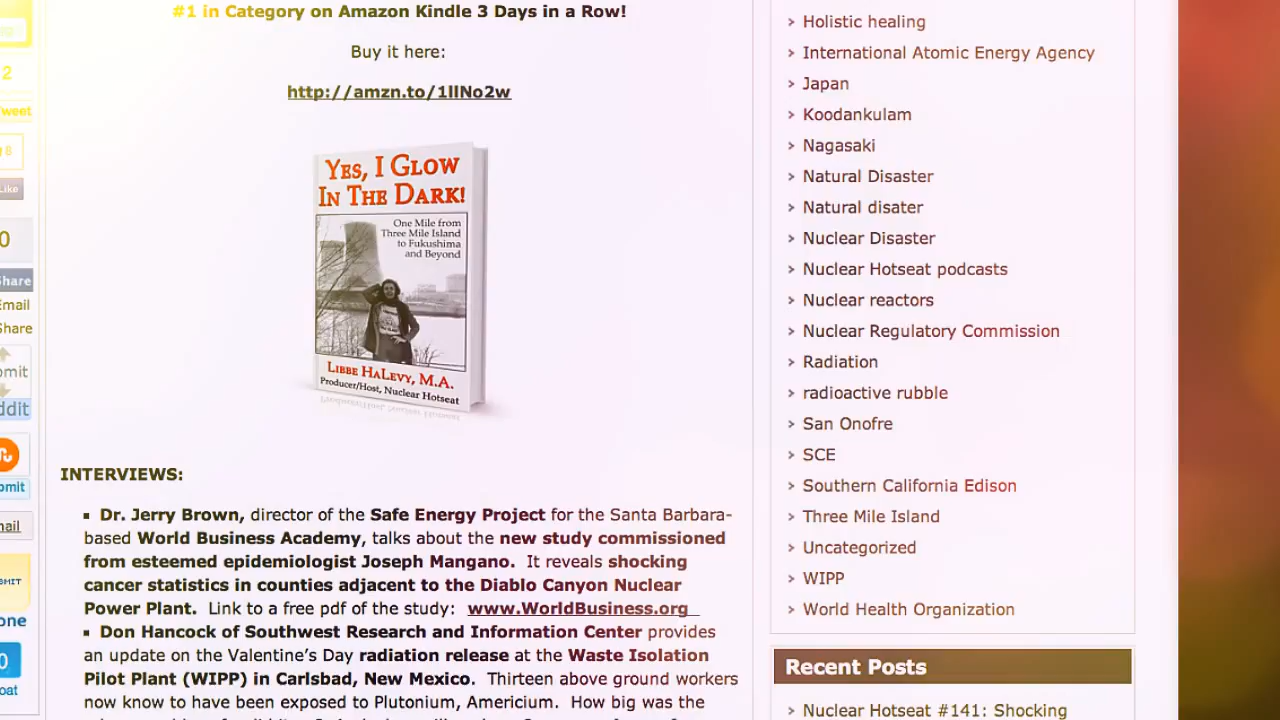 #1 in Category on Amazon Kindle 3 Days in a Row!
Buy it here:
http://amzn.to/1llNo2w
YES, I GLOW
IN THE DARK!
One Mile from
Three Mile Island
to Fukushima
and Beyond
LIBBE HALEVY, M.A.
Producer/Host, Nuclear Hotseat
INTERVIEWS:
Dr. Jerry Brown, director of the Safe Energy Project for the Santa Barbara-
based World Business Academy, talks about the new study commissioned
from esteemed epidemiologist Joseph Mangano. It reveals shocking
cancer statistics in counties adjacent to the Diablo Canyon Nuclear
Power Plant. Link to a free pdf of the study: www.WorldBusiness.org
Don Hancock of Southwest Research and Information Center provides
an update on the Valentine's Day radiation release at the Waste Isolation
Pilot Plant (WIPP) in Carlsbad, New Mexico. Thirteen above ground workers
now know to have been exposed to Plutonium, Americium. How big was the
Holistic healing
International Atomic Energy Agency
Japan
Koodankulam
Nagasaki
Natural Disaster
Natural disater
Nuclear Disaster
Nuclear Hotseat podcasts
Nuclear reactors
Nuclear Regulatory Commission
Radiation
radioactive rubble
San Onofre
SCE
Southern California Edison
Three Mile Island
Uncategorized
WIPP
World Health Organization
Recent Posts
Nuclear Hotseat #141: Shocking
2
Tweet
8
Like
0
Share
Email
Share